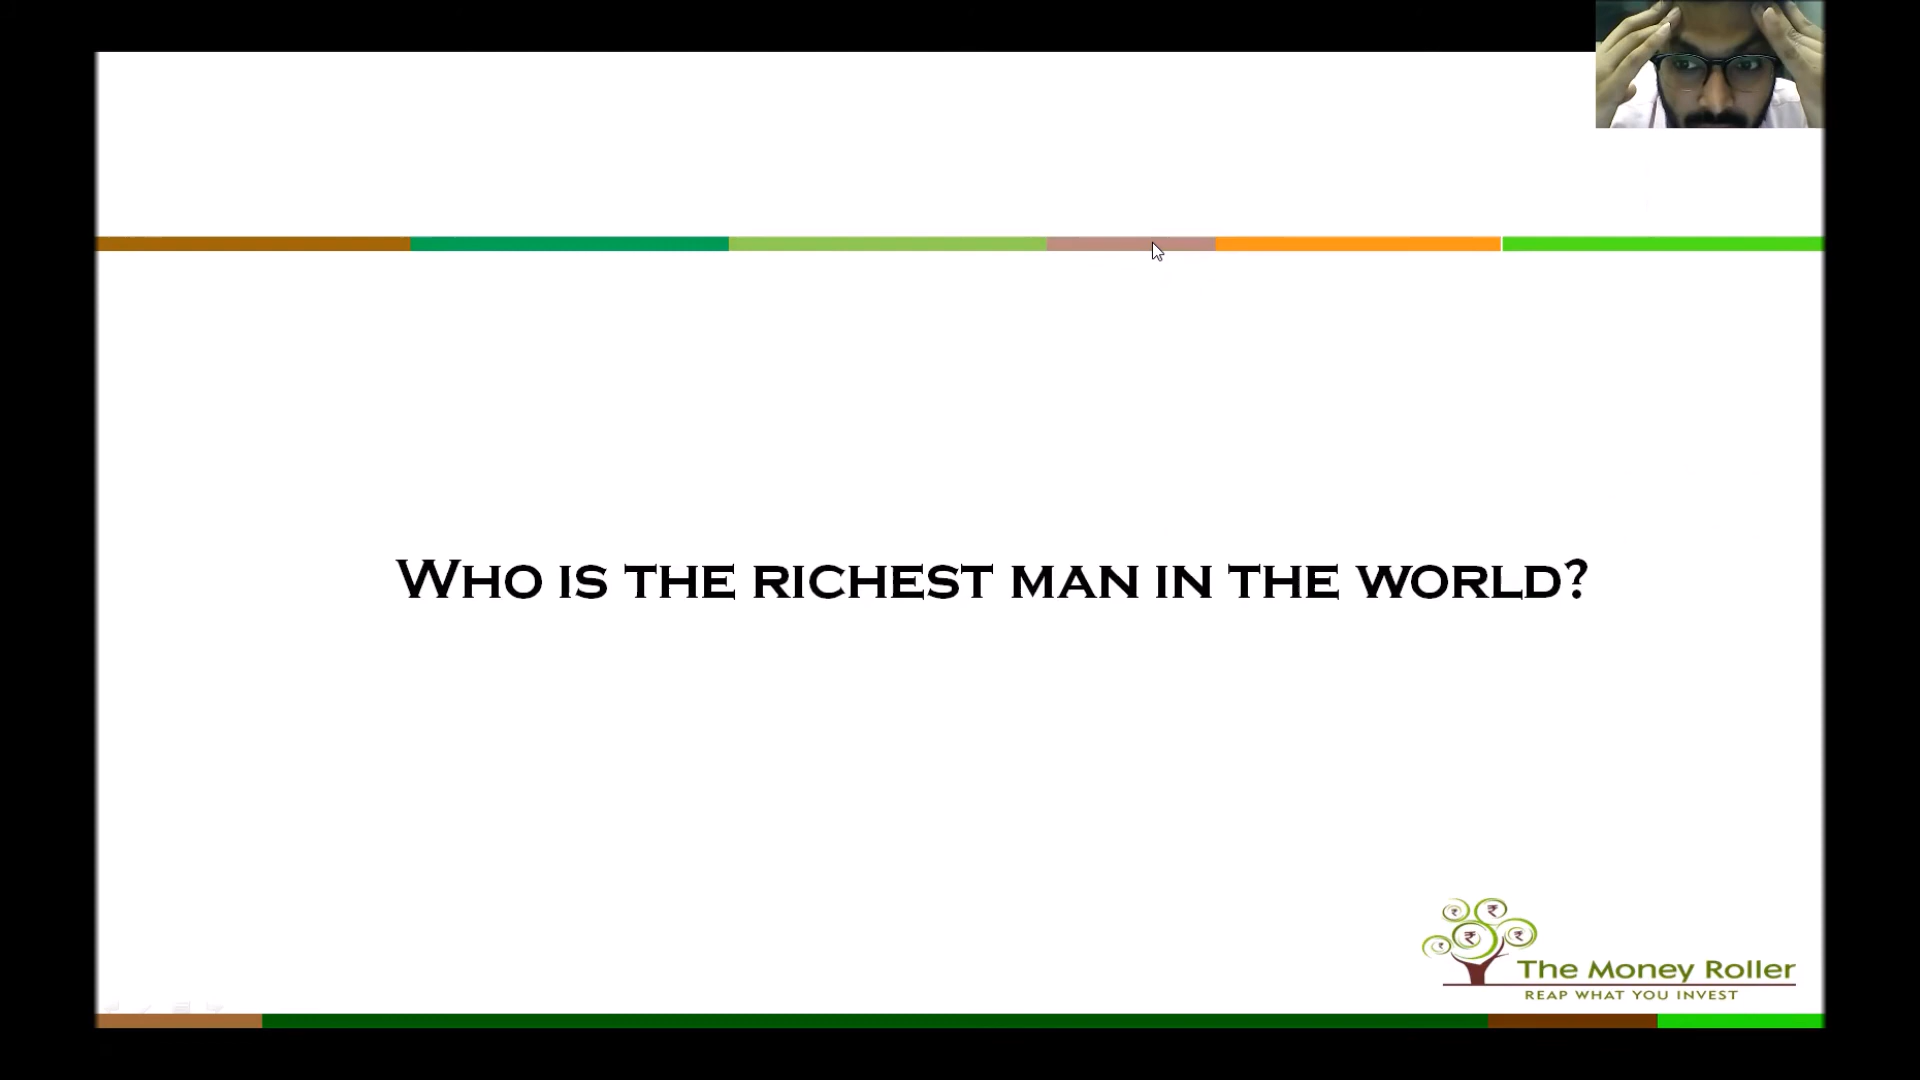 Who is the richest man in the world?
₹
₹
₹
₹
₹
The Money Roller
REAP WHAT YOU INVEST